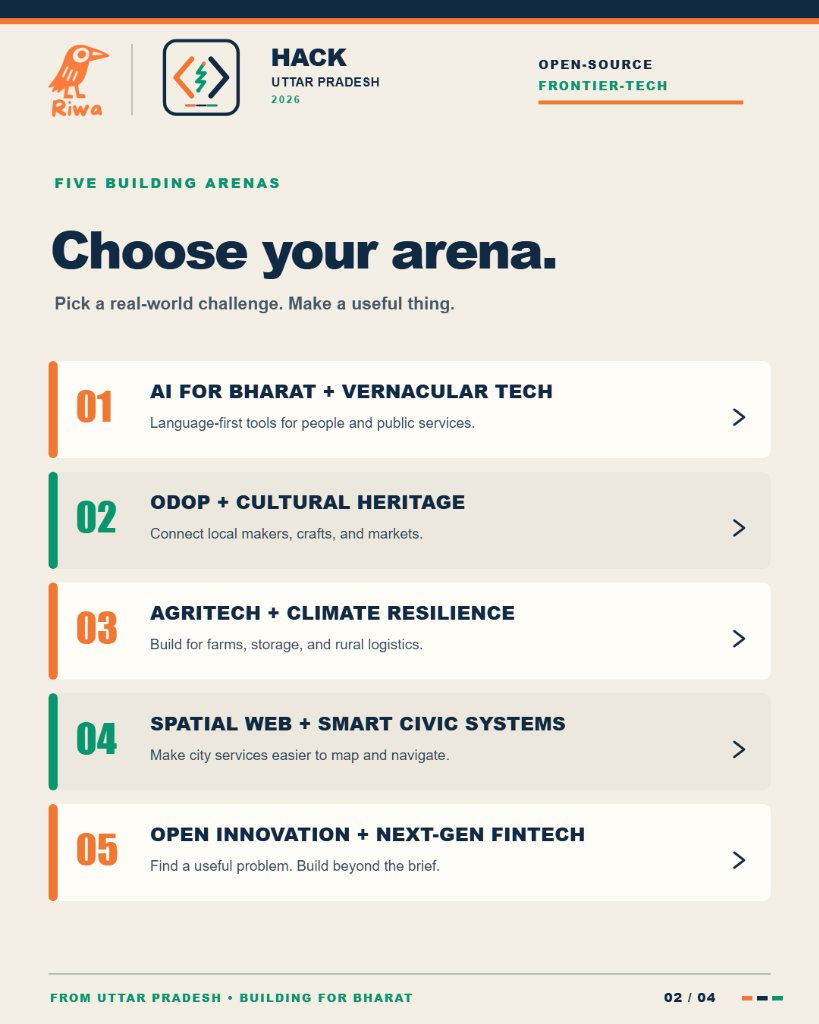 Riwa
HACK
UTTAR PRADESH
2026
OPEN-SOURCE
FRONTIER-TECH
FIVE BUILDING ARENAS
Choose your arena.
Pick a real-world challenge. Make a useful thing.
01
AI FOR BHARAT + VERNACULAR TECH
Language-first tools for people and public services.
02
ODOP + CULTURAL HERITAGE
Connect local makers, crafts, and markets.
03
AGRITECH + CLIMATE RESILIENCE
Build for farms, storage, and rural logistics.
04
SPATIAL WEB + SMART CIVIC SYSTEMS
Make city services easier to map and navigate.
05
OPEN INNOVATION + NEXT-GEN FINTECH
Find a useful problem. Build beyond the brief.
FROM UTTAR PRADESH • BUILDING FOR BHARAT
02 / 04